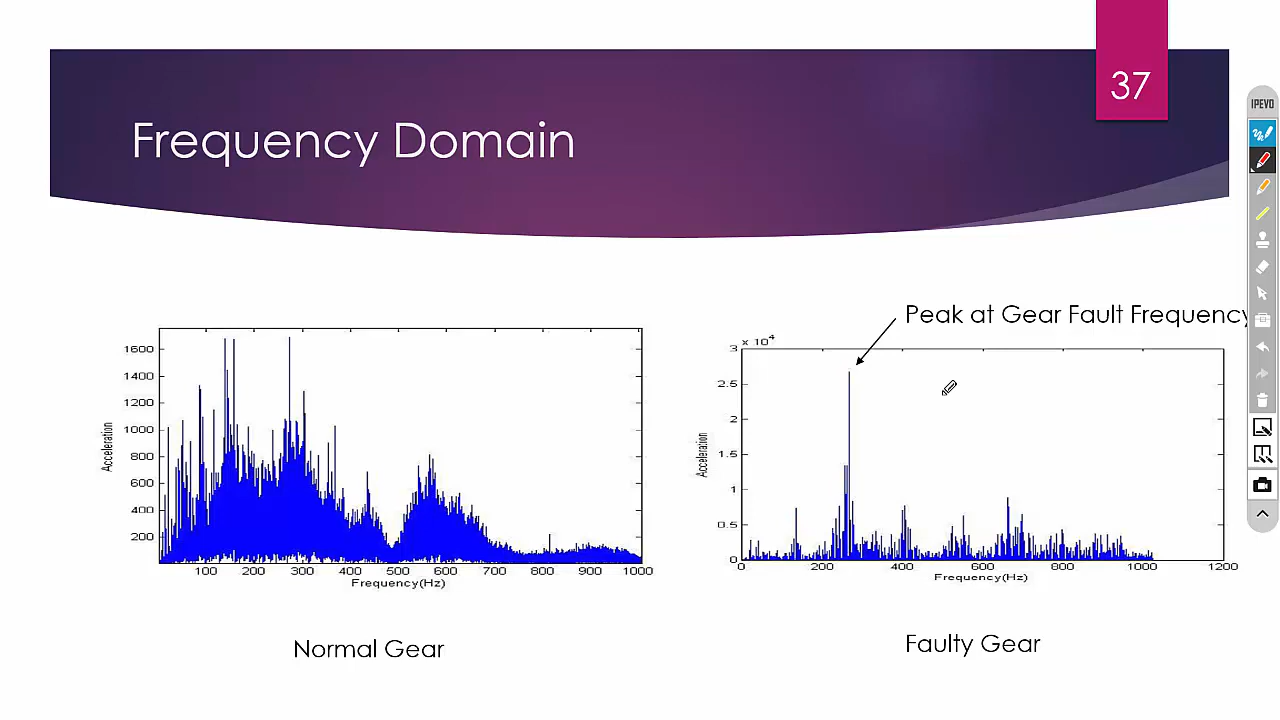 37
IPEVO
Frequency Domain
Peak at Gear Fault Frequency
1600
1400
1200
1000
800
600
400
200
Acceleration
100 200 300 400 500 600 700 800 900 1000
Frequency(Hz)
x 10^4
3
2.5
2
1.5
1
0.5
0
Acceleration
0 200 400 600 800 1000 1200
Frequency(Hz)
Normal Gear
Faulty Gear